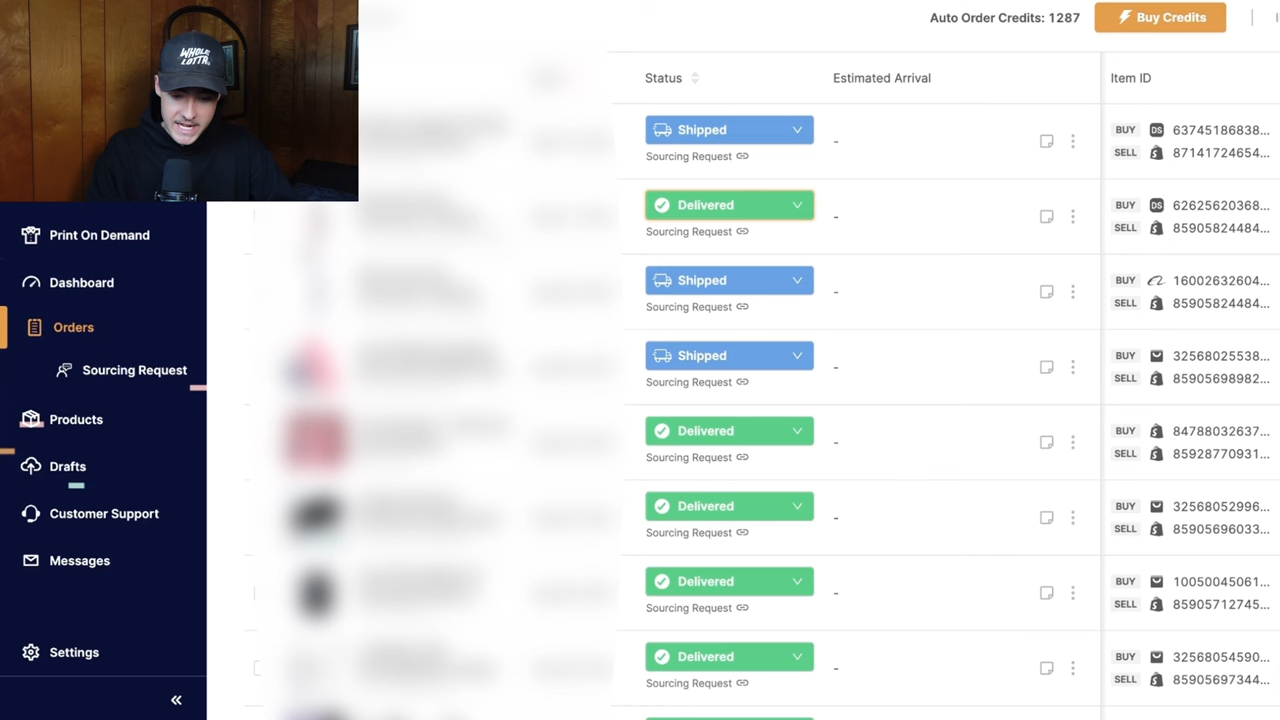 WHOLE
LOTTA
Auto Order Credits: 1287
Buy Credits
Status
Estimated Arrival
Item ID
Print On Demand
Dashboard
Orders
Sourcing Request
Products
Drafts
Customer Support
Messages
Settings
«
Shipped
Sourcing Request
-
BUY DS 63745186838...
SELL 87141724654...
Delivered
Sourcing Request
-
BUY DS 62625620368...
SELL 85905824484...
Shipped
Sourcing Request
-
BUY 16002632604...
SELL 85905824484...
Shipped
Sourcing Request
-
BUY 32568025538...
SELL 85905698982...
Delivered
Sourcing Request
-
BUY 84788032637...
SELL 85928770931...
Delivered
Sourcing Request
-
BUY 32568052996...
SELL 85905696033...
Delivered
Sourcing Request
-
BUY 10050045061...
SELL 85905712745...
Delivered
Sourcing Request
-
BUY 32568054590...
SELL 85905697344...